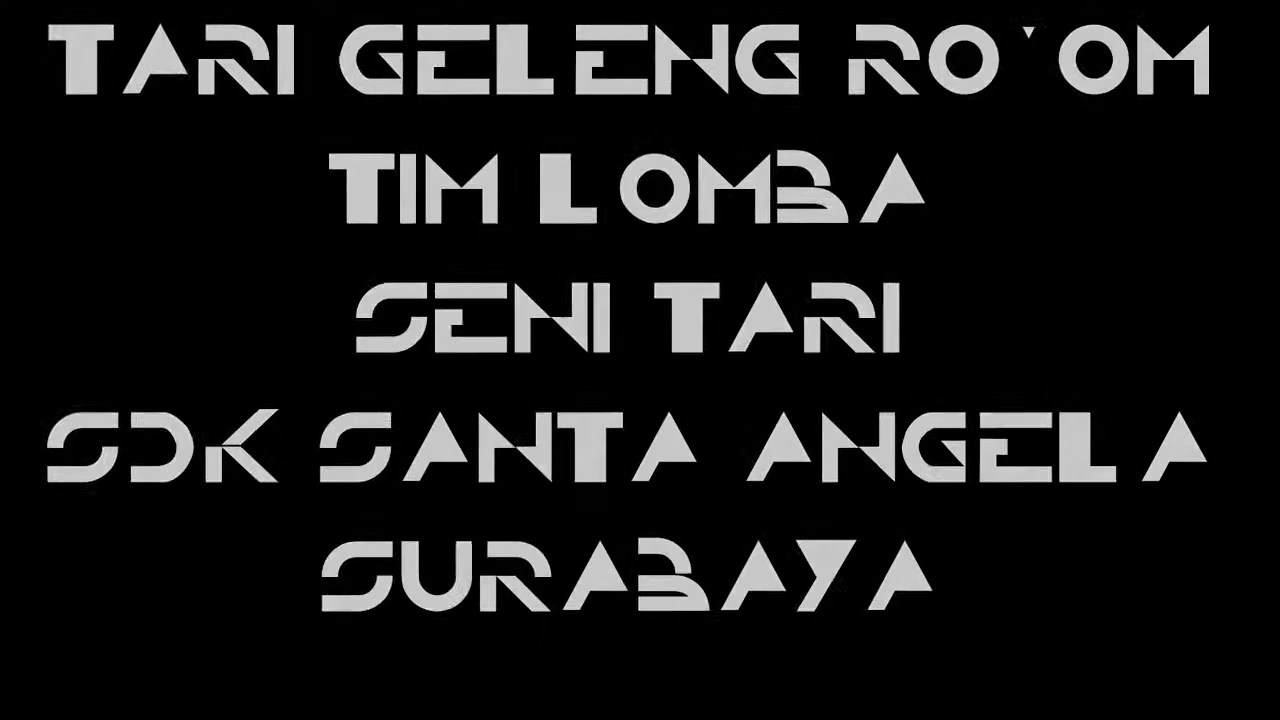 TARI GELENG RO'OM
TIM LOMBA
SENI TARI
SDK SANTA ANGELA
SURABAYA